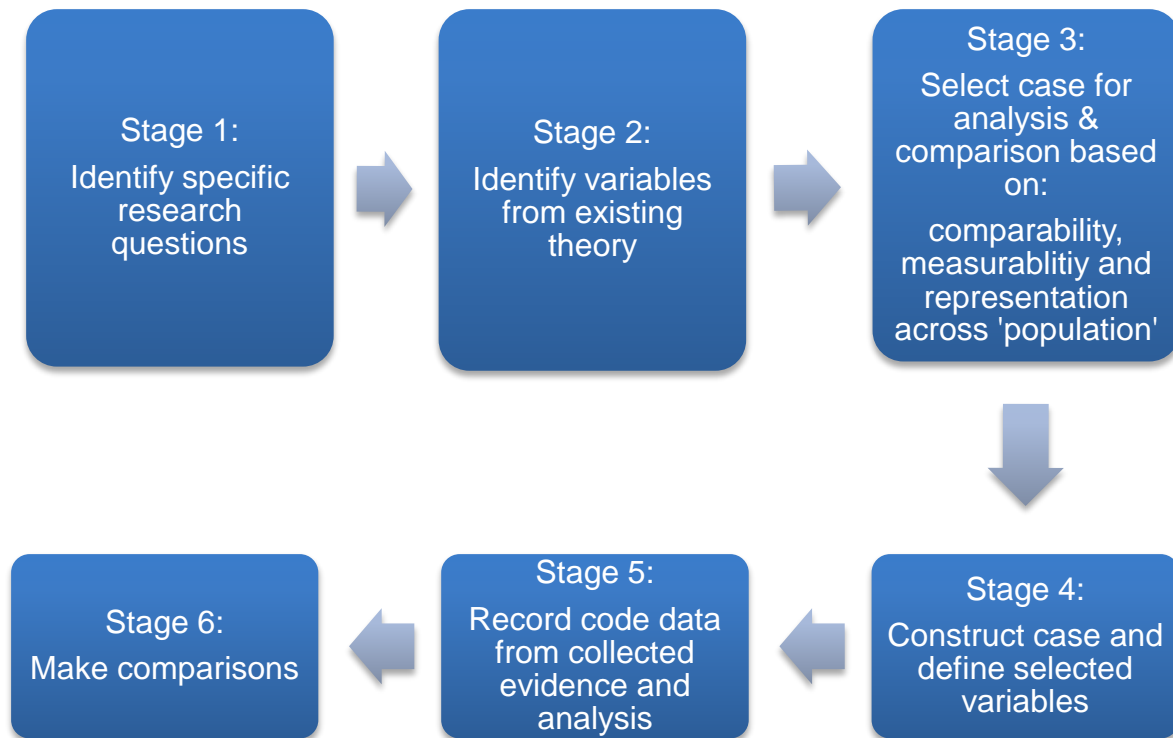 Stage 1:
Identify specific
research
questions
Stage 2:
Identify variables
from existing
theory
Stage 3:
Select case for
analysis &
comparison based
on:
comparability,
measurablitiy and
representation
across 'population'
Stage 4:
Construct case and
define selected
variables
Stage 5:
Record code data
from collected
evidence and
analysis
Stage 6:
Make comparisons